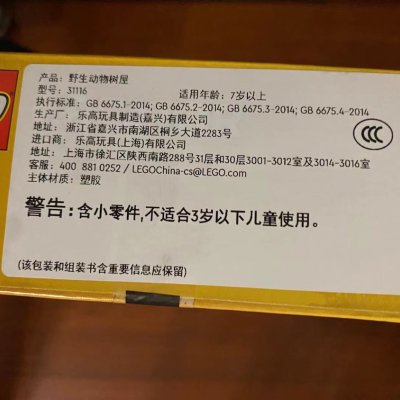 产品: 野生动物树屋
型号: 31116 适用年龄: 7岁以上
执行标准: GB 6675.1-2014; GB 6675.2-2014; GB 6675.3-2014; GB 6675.4-2014
生产厂: 乐高玩具制造(嘉兴)有限公司
地址: 浙江省嘉兴市南湖区桐乡大道2283号
进口商: 乐高玩具(上海)有限公司
地址: 上海市徐汇区陕西南路288号31层和30层3001-3012室及3014-3016室
客服: 400 881 0252 / LEGOChina-cs@LEGO.com
主体材质: 塑胶
警告: 含小零件,不适合3岁以下儿童使用。
(该包装和组装书含重要信息应保留)
CCC